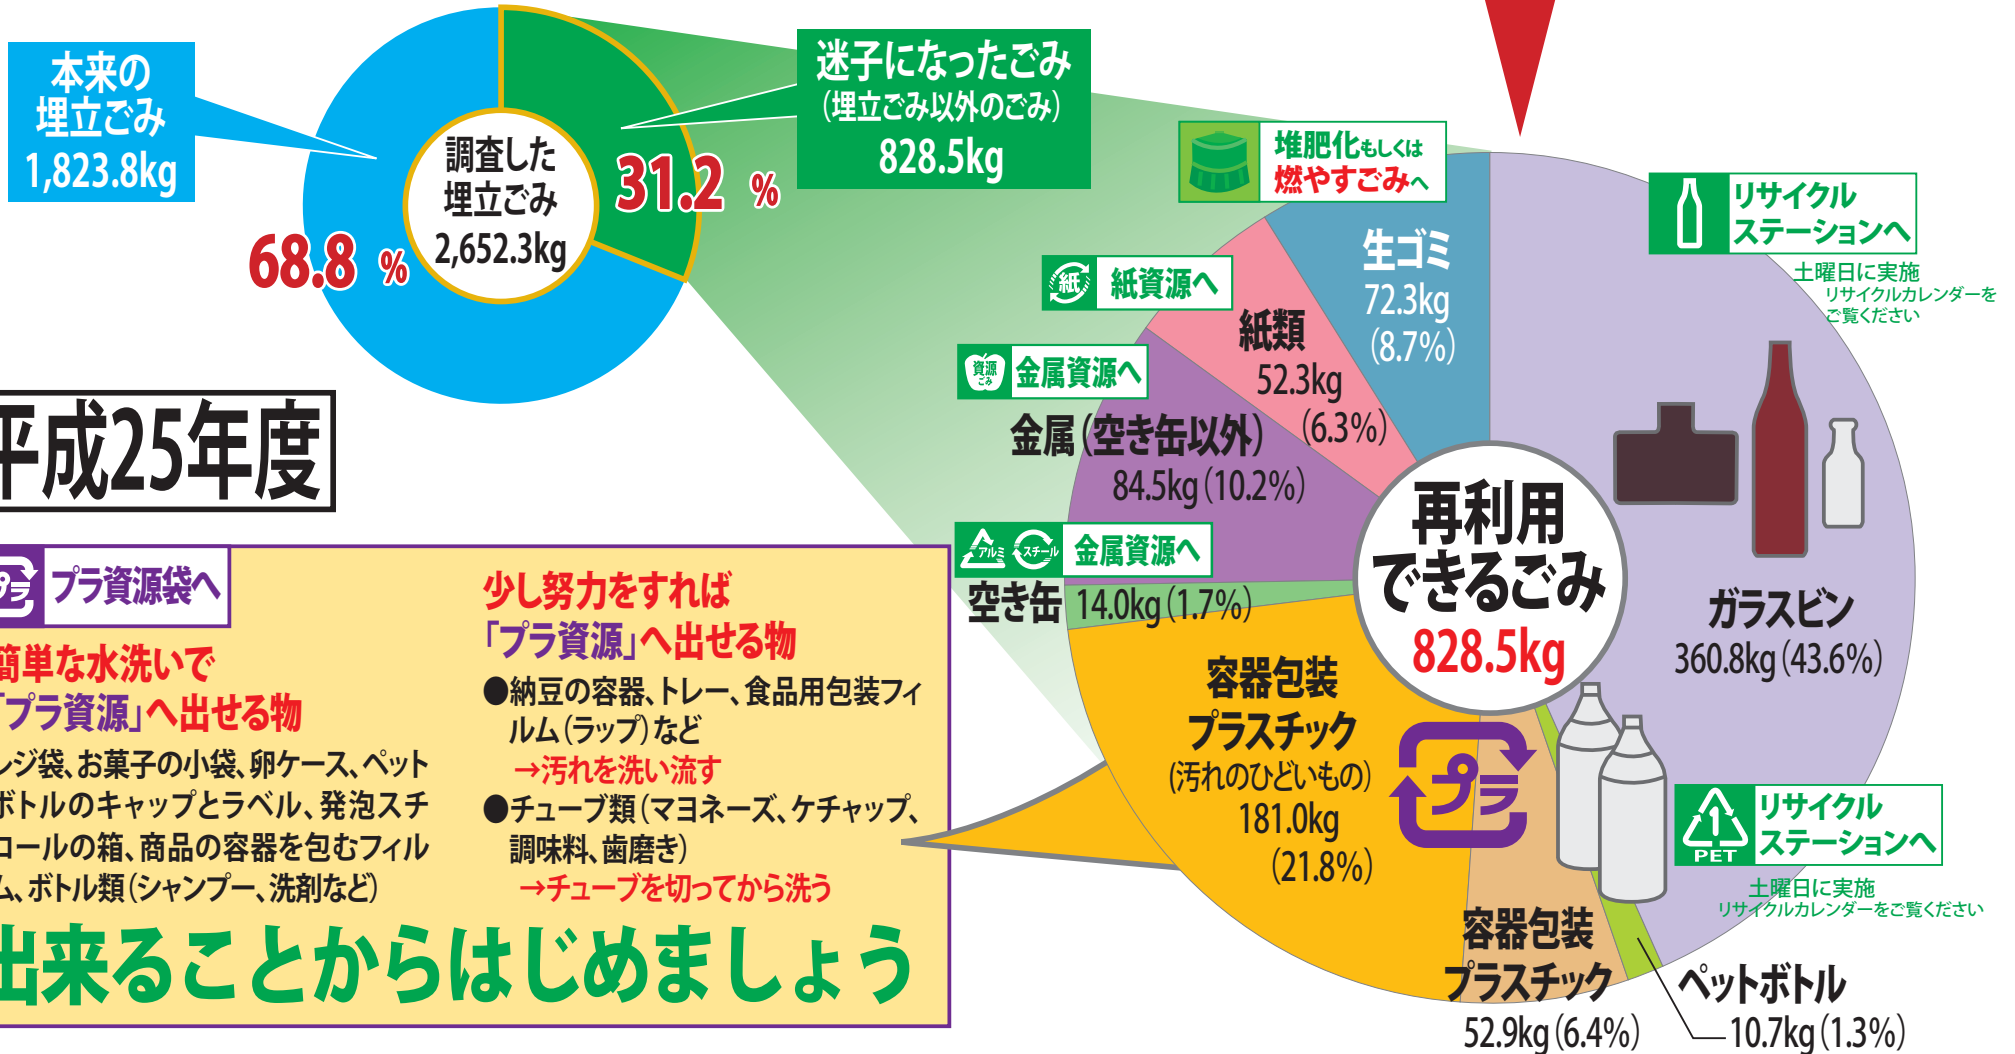 本来の
埋立ごみ
1,823.8kg
68.8 %
調査した
埋立ごみ
2,652.3kg
31.2 %
迷子になったごみ
(埋立ごみ以外のごみ)
828.5kg
平成25年度
堆肥化もしくは
燃やすごみへ
生ゴミ
72.3kg
(8.7%)
紙
紙資源へ
紙類
52.3kg
(6.3%)
資源
ごみ
金属資源へ
金属(空き缶以外)
84.5kg(10.2%)
アルミ
スチール
金属資源へ
空き缶 14.0kg(1.7%)
再利用
できるごみ
828.5kg
リサイクル
ステーションへ
土曜日に実施
リサイクルカレンダーを
ご覧ください
ガラスビン
360.8kg(43.6%)
容器包装
プラスチック
(汚れのひどいもの)
181.0kg
(21.8%)
プラ
容器包装
プラスチック
52.9kg(6.4%)
1
PET
リサイクル
ステーションへ
土曜日に実施
リサイクルカレンダーをご覧ください
ペットボトル
10.7kg(1.3%)
プラ
プラ資源袋へ
簡単な水洗いで
「プラ資源」へ出せる物
レジ袋、お菓子の小袋、卵ケース、ペット
ボトルのキャップとラベル、発泡スチ
ロールの箱、商品の容器を包むフィル
ム、ボトル類(シャンプー、洗剤など)
少し努力をすれば
「プラ資源」へ出せる物
●納豆の容器、トレー、食品用包装フィ
ルム(ラップ)など
→汚れを洗い流す
●チューブ類(マヨネーズ、ケチャップ、
調味料、歯磨き)
→チューブを切ってから洗う
出来ることからはじめましょう